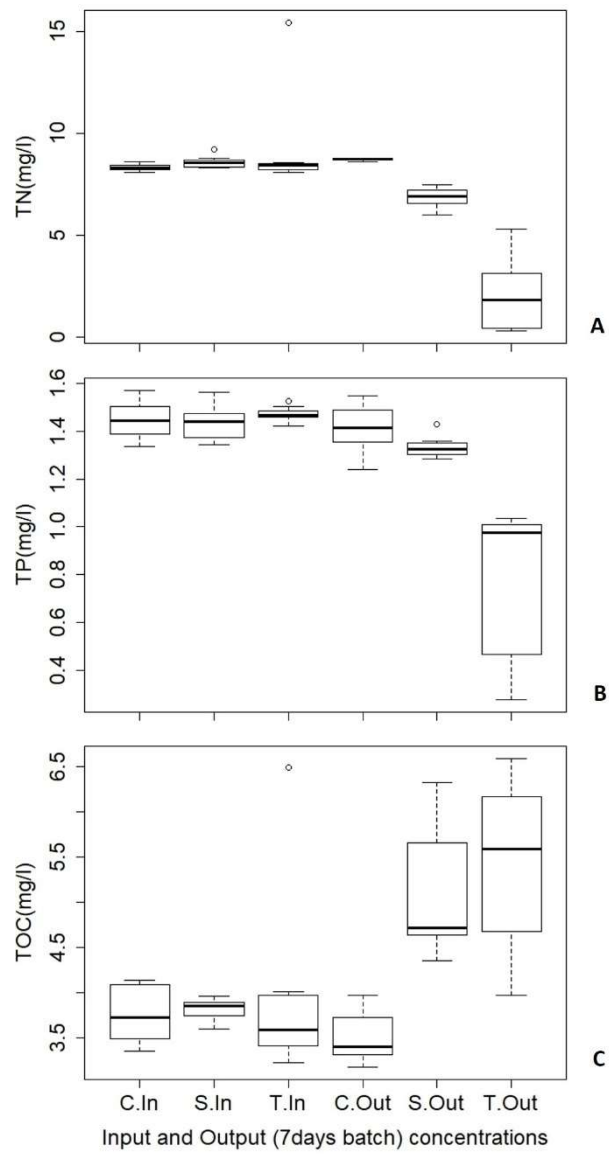 15
10
5
0
TN(mg/l)
A
1.6
1.4
1.2
1.0
0.8
0.6
0.4
TP(mg/l)
B
6.5
5.5
4.5
3.5
TOC(mg/l)
C
C.In S.In T.In C.Out S.Out T.Out
Input and Output (7days batch) concentrations